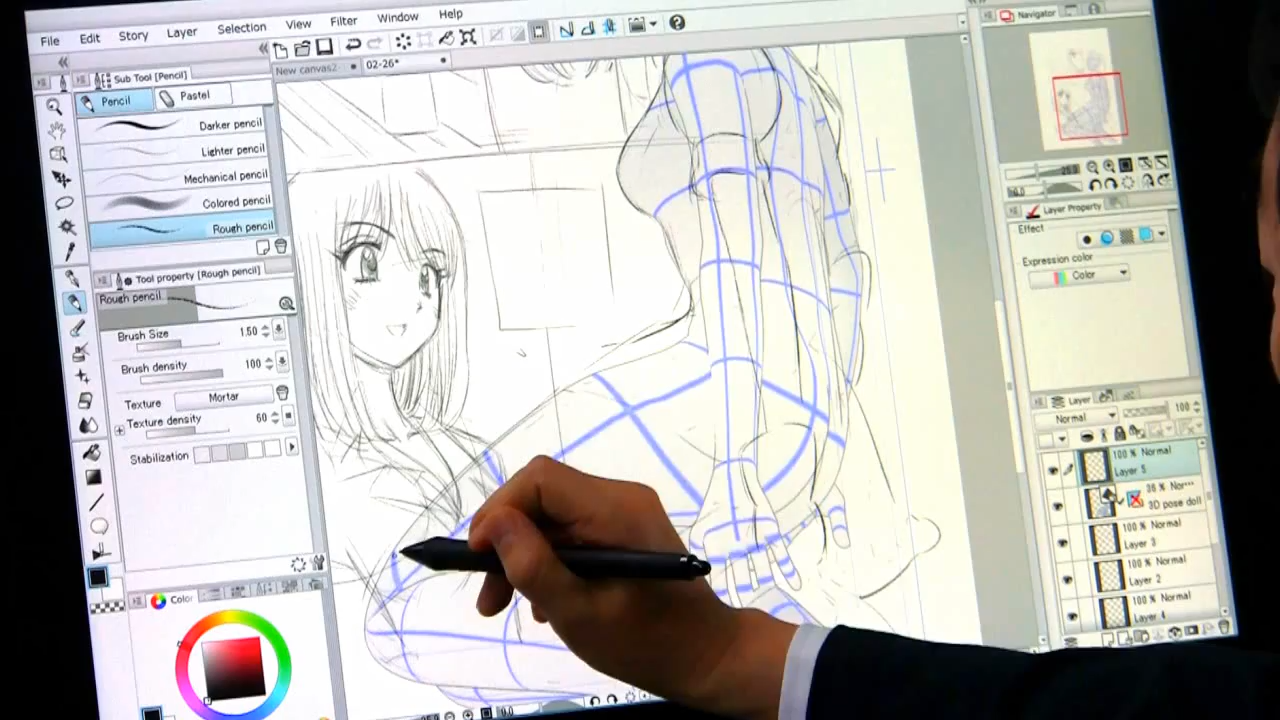 File Edit Story Layer Selection View Filter Window Help
Sub Tool [Pencil]
Pencil
Pastel
Darker pencil
Lighter pencil
Mechanical pencil
Colored pencil
Rough pencil
Tool property [Rough pencil]
Rough pencil
Brush Size 1.50
Brush density 100
Texture Mortar
Texture density 60
Stabilization
Color
New canvas2
02-26*
Navigator
0.0
Layer Property
Effect
Expression color
Color
Layer
Normal 100
100 % Normal
Layer 5
3D pose doll
100 % Normal
Layer 3
100 % Normal
Layer 2
100 % Normal
Layer 4
0.0